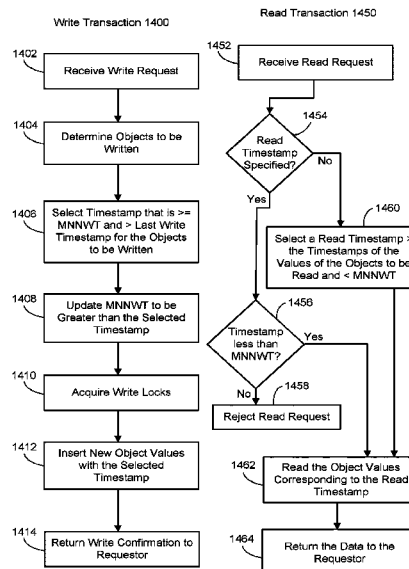 Write Transaction 1400
1402
Receive Write Request
1404
Determine Objects to be
Written
1406
Select Timestamp that is >=
MNNWT and > Last Write
Timestamp for the Objects
to be Written
1408
Update MNNWT to be
Greater than the Selected
Timestamp
1410
Acquire Write Locks
1412
Insert New Object Values
with the Selected
Timestamp
1414
Return Write Confirmation to
Requestor
Read Transaction 1450
1452
Receive Read Request
1454
Read
Timestamp
Specified?
No
Yes
1460
Select a Read Timestamp >
the Timestamps of the
Values of the Objects to be
Read and < MNNWT
1456
Timestamp
less than
MNNWT?
Yes
No
1458
Reject Read Request
1462
Read the Object Values
Corresponding to the Read
Timestamp
1464
Return the Data to the
Requestor